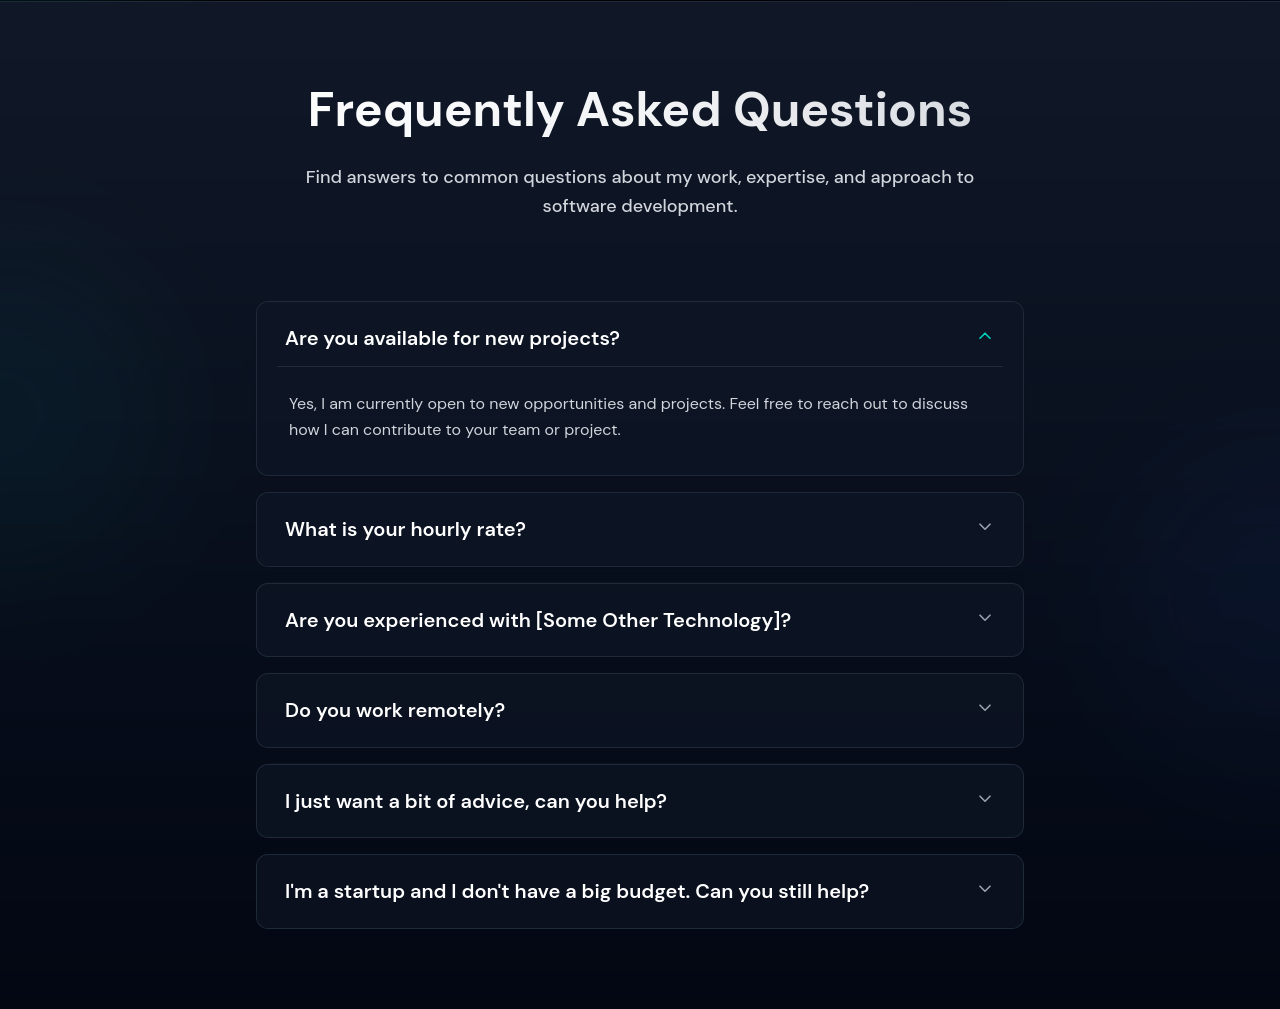 Frequently Asked Questions
Find answers to common questions about my work, expertise, and approach to
software development.
Are you available for new projects?
Yes, I am currently open to new opportunities and projects. Feel free to reach out to discuss
how I can contribute to your team or project.
What is your hourly rate?
Are you experienced with [Some Other Technology]?
Do you work remotely?
I just want a bit of advice, can you help?
I'm a startup and I don't have a big budget. Can you still help?